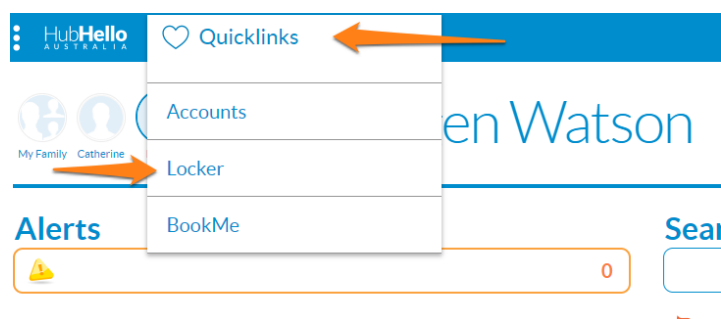 HubHello
AUSTRALIA
Quicklinks
Accounts
Locker
BookMe
en Watson
My Family
Catherine
Alerts
0
Sear